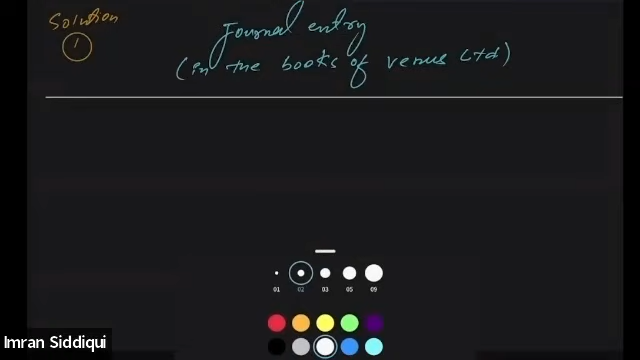 Solution
1
Journal entry
(in the books of venus Ltd)
01 02 03 05 09
Imran Siddiqui